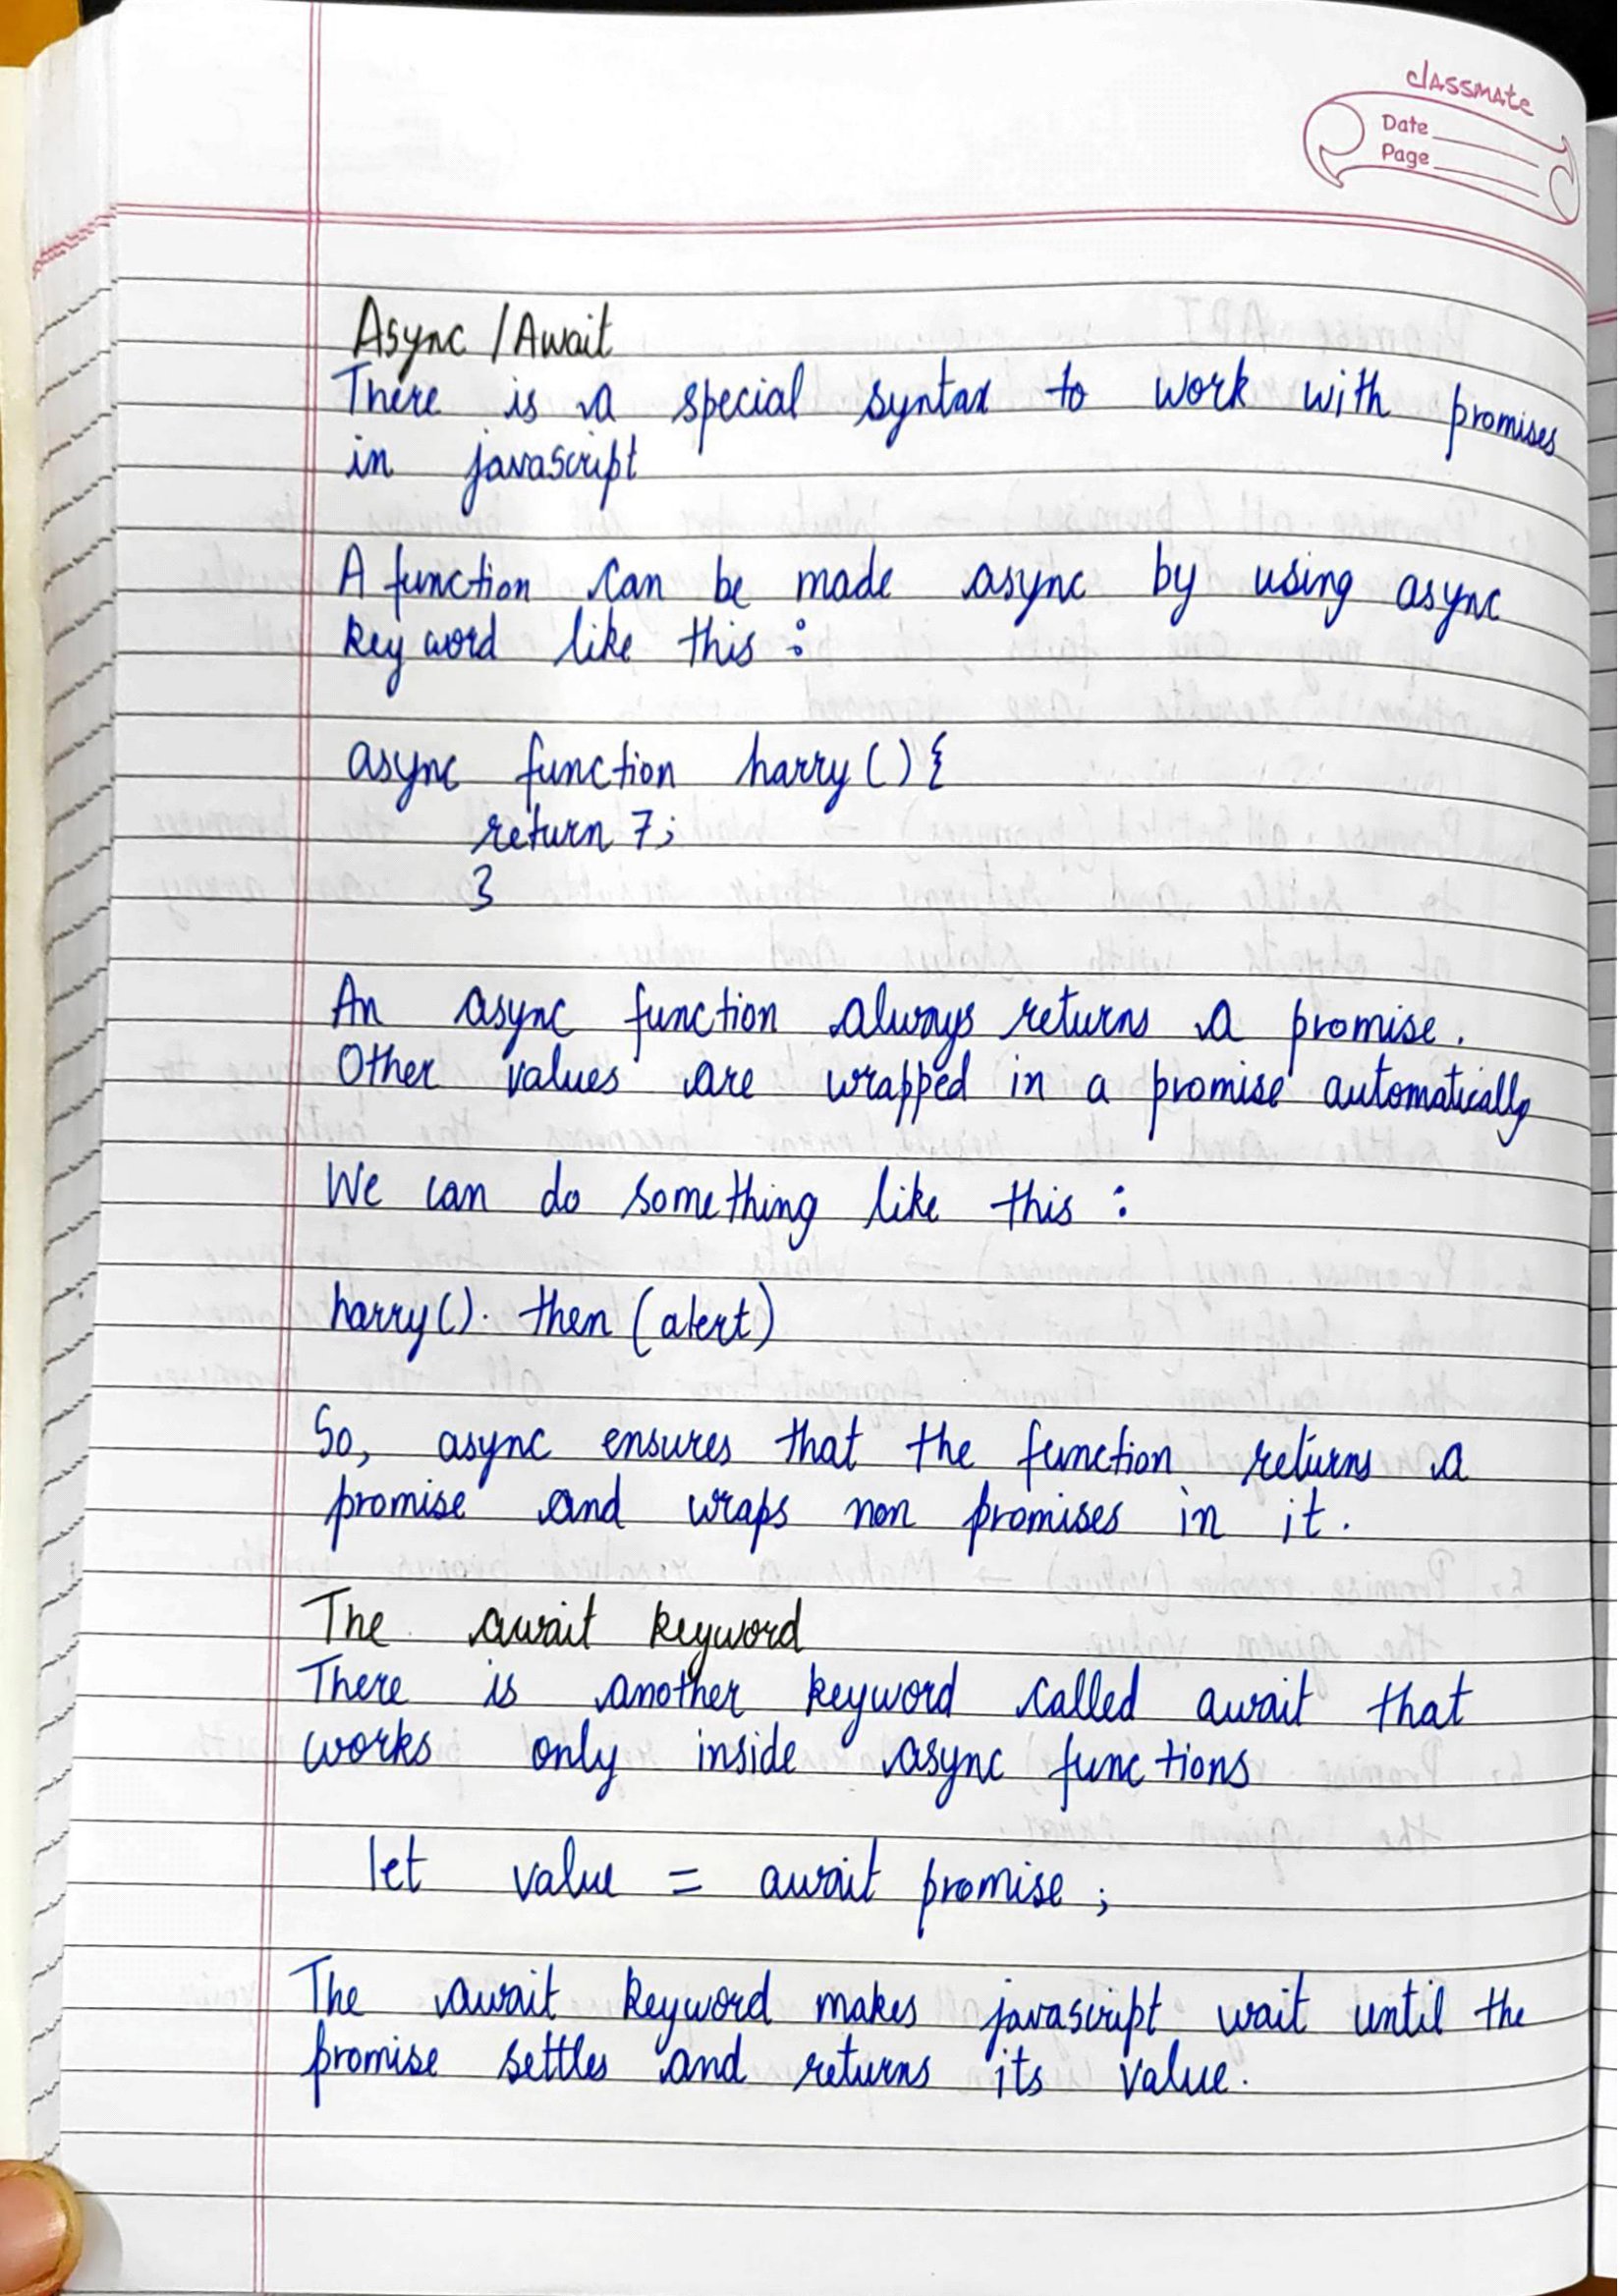 classmate
Date
Page
Async / Await
There is a special syntax to work with promises
in javascript
A function can be made async by using async
key word like this :
async function harry() {
return 7;
}
An async function always returns a promise.
Other values are wrapped in a promise automatically
We can do something like this :
harry(). then (alert)
So, async ensures that the function returns a
promise and wraps non promises in it.
The await keyword
There is another keyword called await that
works only inside async functions
let value = await promise ;
The await keyword makes javascript wait until the
promise settles and returns its value.